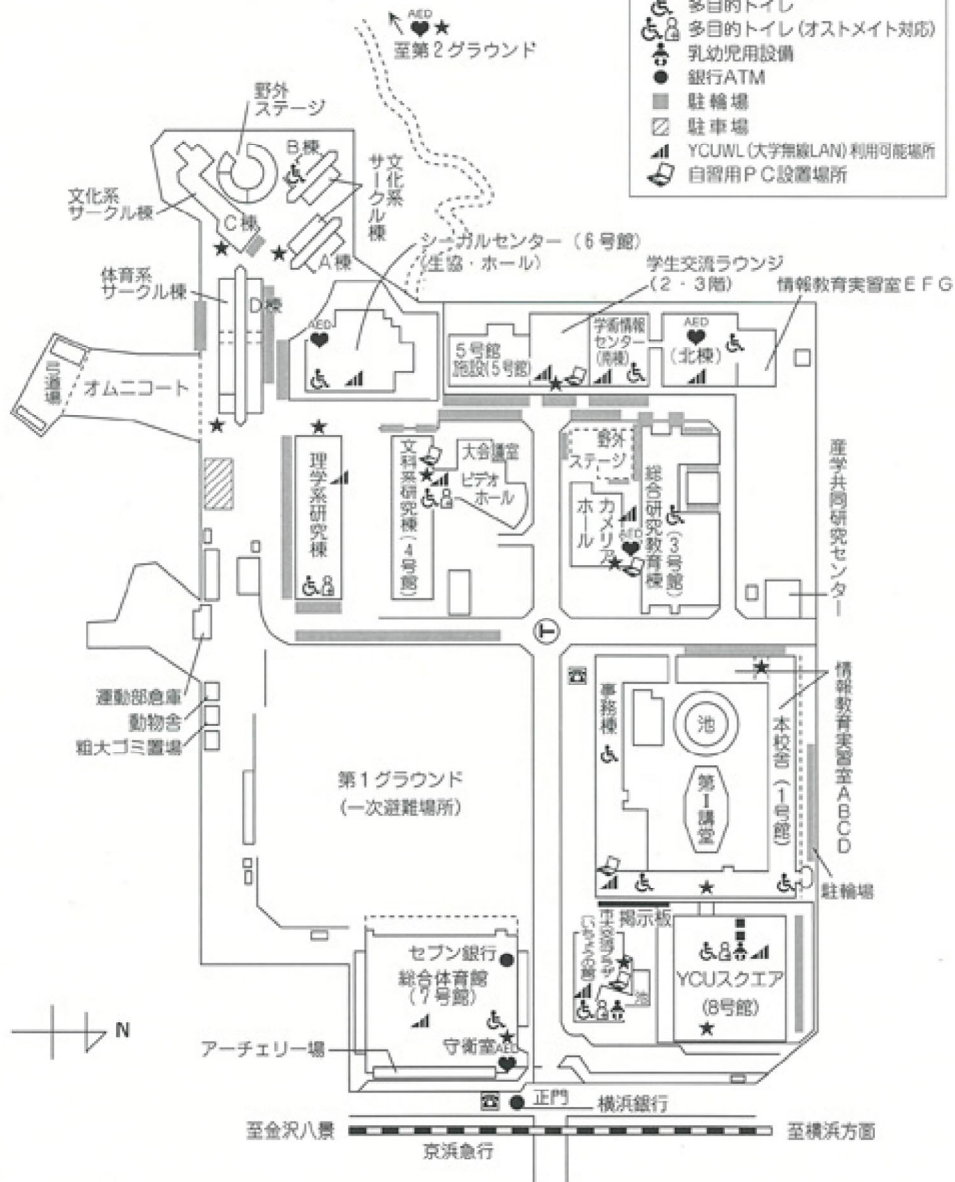 AED
至第2グラウンド
多目的トイレ
多目的トイレ(オストメイト対応)
乳幼児用設備
銀行ATM
駐輪場
駐車場
YCUWL(大学無線LAN)利用可能場所
自習用PC設置場所
野外
ステージ
B棟
文化系
サークル棟
文化系
サークル棟
C棟
A棟
シーガルセンター(6号館)
(生協・ホール)
学生交流ラウンジ
(2・3階)
情報教育実習室EFG
体育系
サークル棟
D棟
AED
5号館
施設(5号館)
学術情報
センター
(南棟)
AED
(北棟)
弓道場
オムニコート
理学系研究棟
文科系研究棟(4号館)
大会議室
ビデオ
ホール
野外
ステージ
カメリア
ホール
AED
総合研究教育棟
(3号館)
産学共同研究センター
T
運動部倉庫
動物舎
粗大ゴミ置場
事務棟
池
第I講堂
本校舎(1号館)
情報教育実習室ABCD
第1グラウンド
(一次避難場所)
駐輪場
掲示板
市大交流プラザ
(いちょうの館)
池
YCUスクエア
(8号館)
セブン銀行
総合体育館
(7号館)
N
アーチェリー場
守衛室
AED
正門
横浜銀行
至金沢八景
至横浜方面
京浜急行